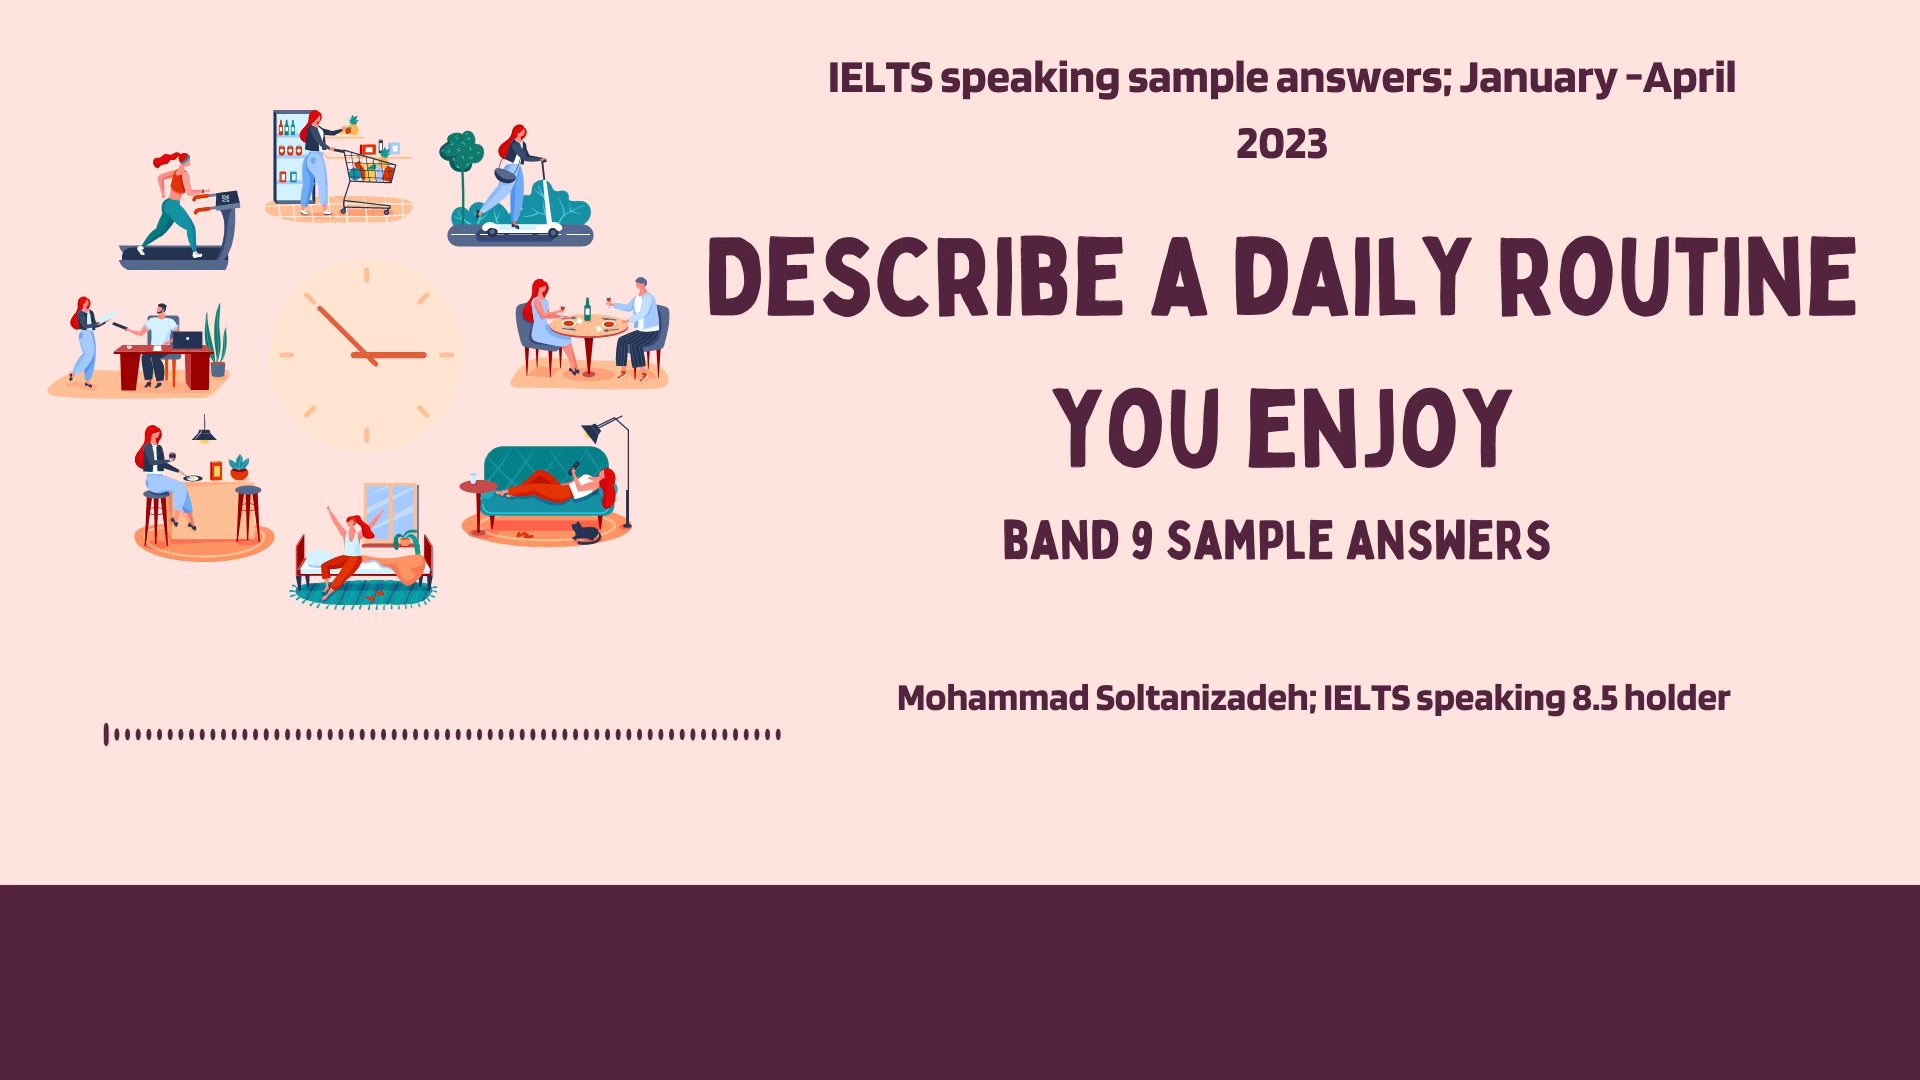 IELTS speaking sample answers; January -April
2023
DESCRIBE A DAILY ROUTINE
YOU ENJOY
BAND 9 SAMPLE ANSWERS
Mohammad Soltanizadeh; IELTS speaking 8.5 holder